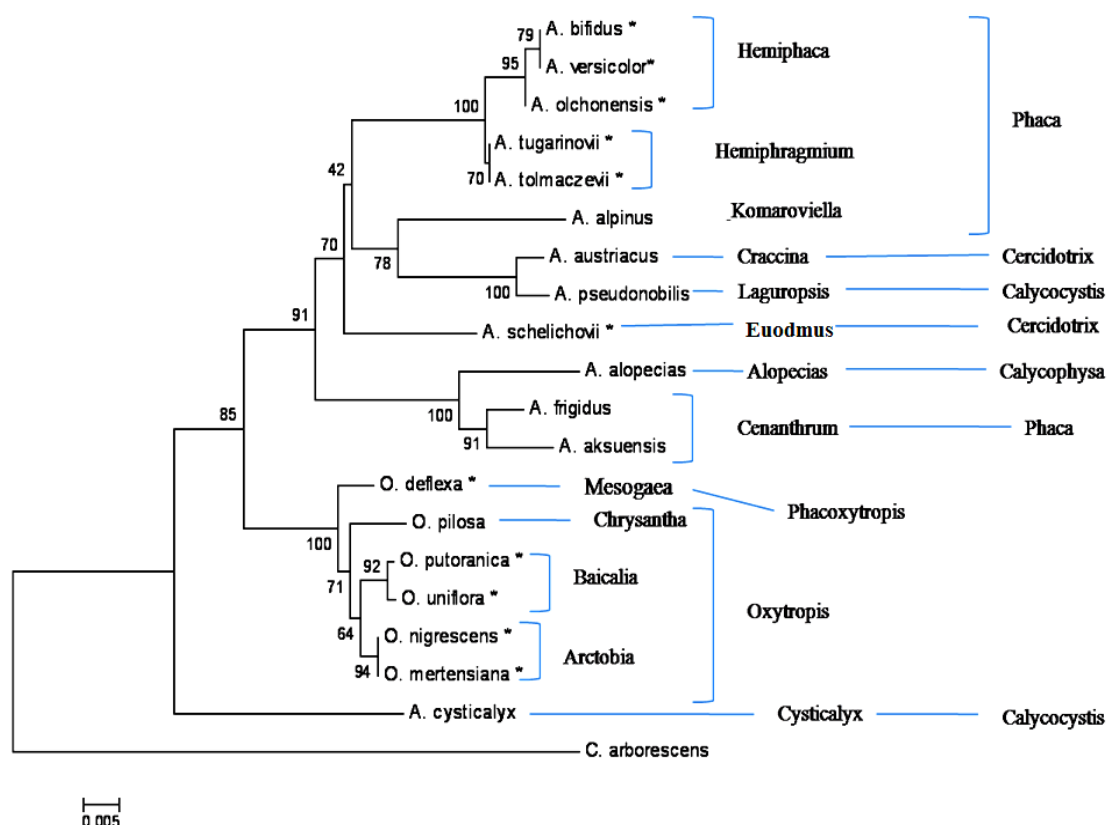 A. bifidus *
79
A. versicolor*
Hemiphaca
95
A. olchonensis *
100
Phaca
A. tugarinovii *
Hemiphragmium
42
70
A. tolmaczevii *
A. alpinus
Komaroviella
70
78
A. austriacus
Craccina
Cercidotrix
100
A. pseudonobilis
Laguropsis
Calycocystis
91
A. schelichovii *
Euodmus
Cercidotrix
A. alopecias
Alopecias
Calycophysa
85
100
A. frigidus
Cenanthrum
Phaca
91
A. aksuensis
O. deflexa *
Mesogaea
Phacoxytropis
100
O. pilosa
Chrysantha
92
O. putoranica *
Baicalia
71
O. uniflora *
Oxytropis
64
O. nigrescens *
Arctobia
94
O. mertensiana *
A. cysticalyx
Cysticalyx
Calycocystis
C. arborescens
0.005